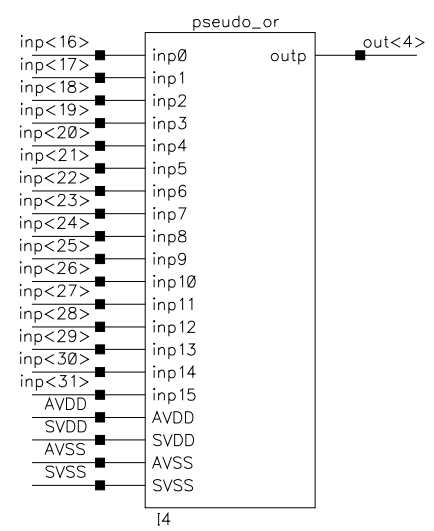 pseudo_or
inp<16> inp0 outp out<4>
inp<17> inp1
inp<18> inp2
inp<19> inp3
inp<20> inp4
inp<21> inp5
inp<22> inp6
inp<23> inp7
inp<24> inp8
inp<25> inp9
inp<26> inp10
inp<27> inp11
inp<28> inp12
inp<29> inp13
inp<30> inp14
inp<31> inp15
AVDD AVDD
SVDD SVDD
AVSS AVSS
SVSS SVSS
I4